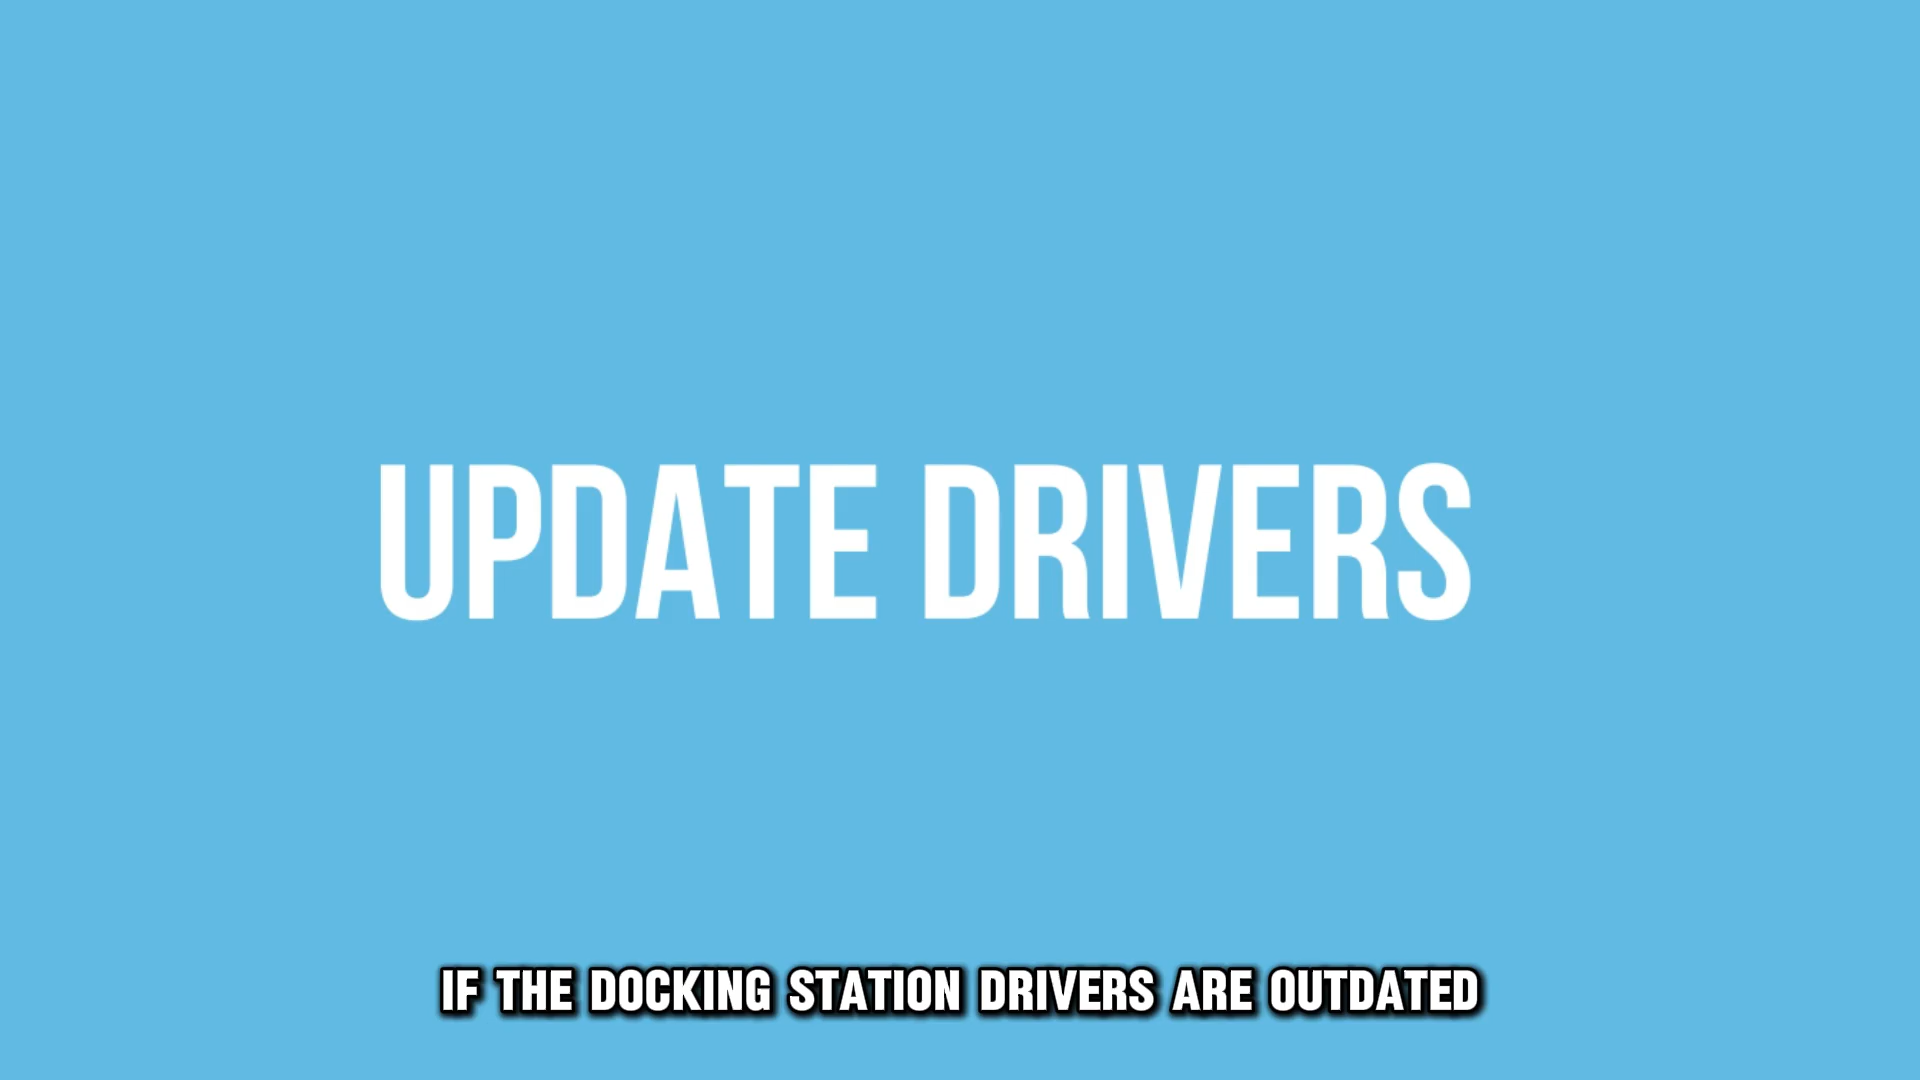 UPDATE DRIVERS
IF THE DOCKING STATION DRIVERS ARE OUTDATED